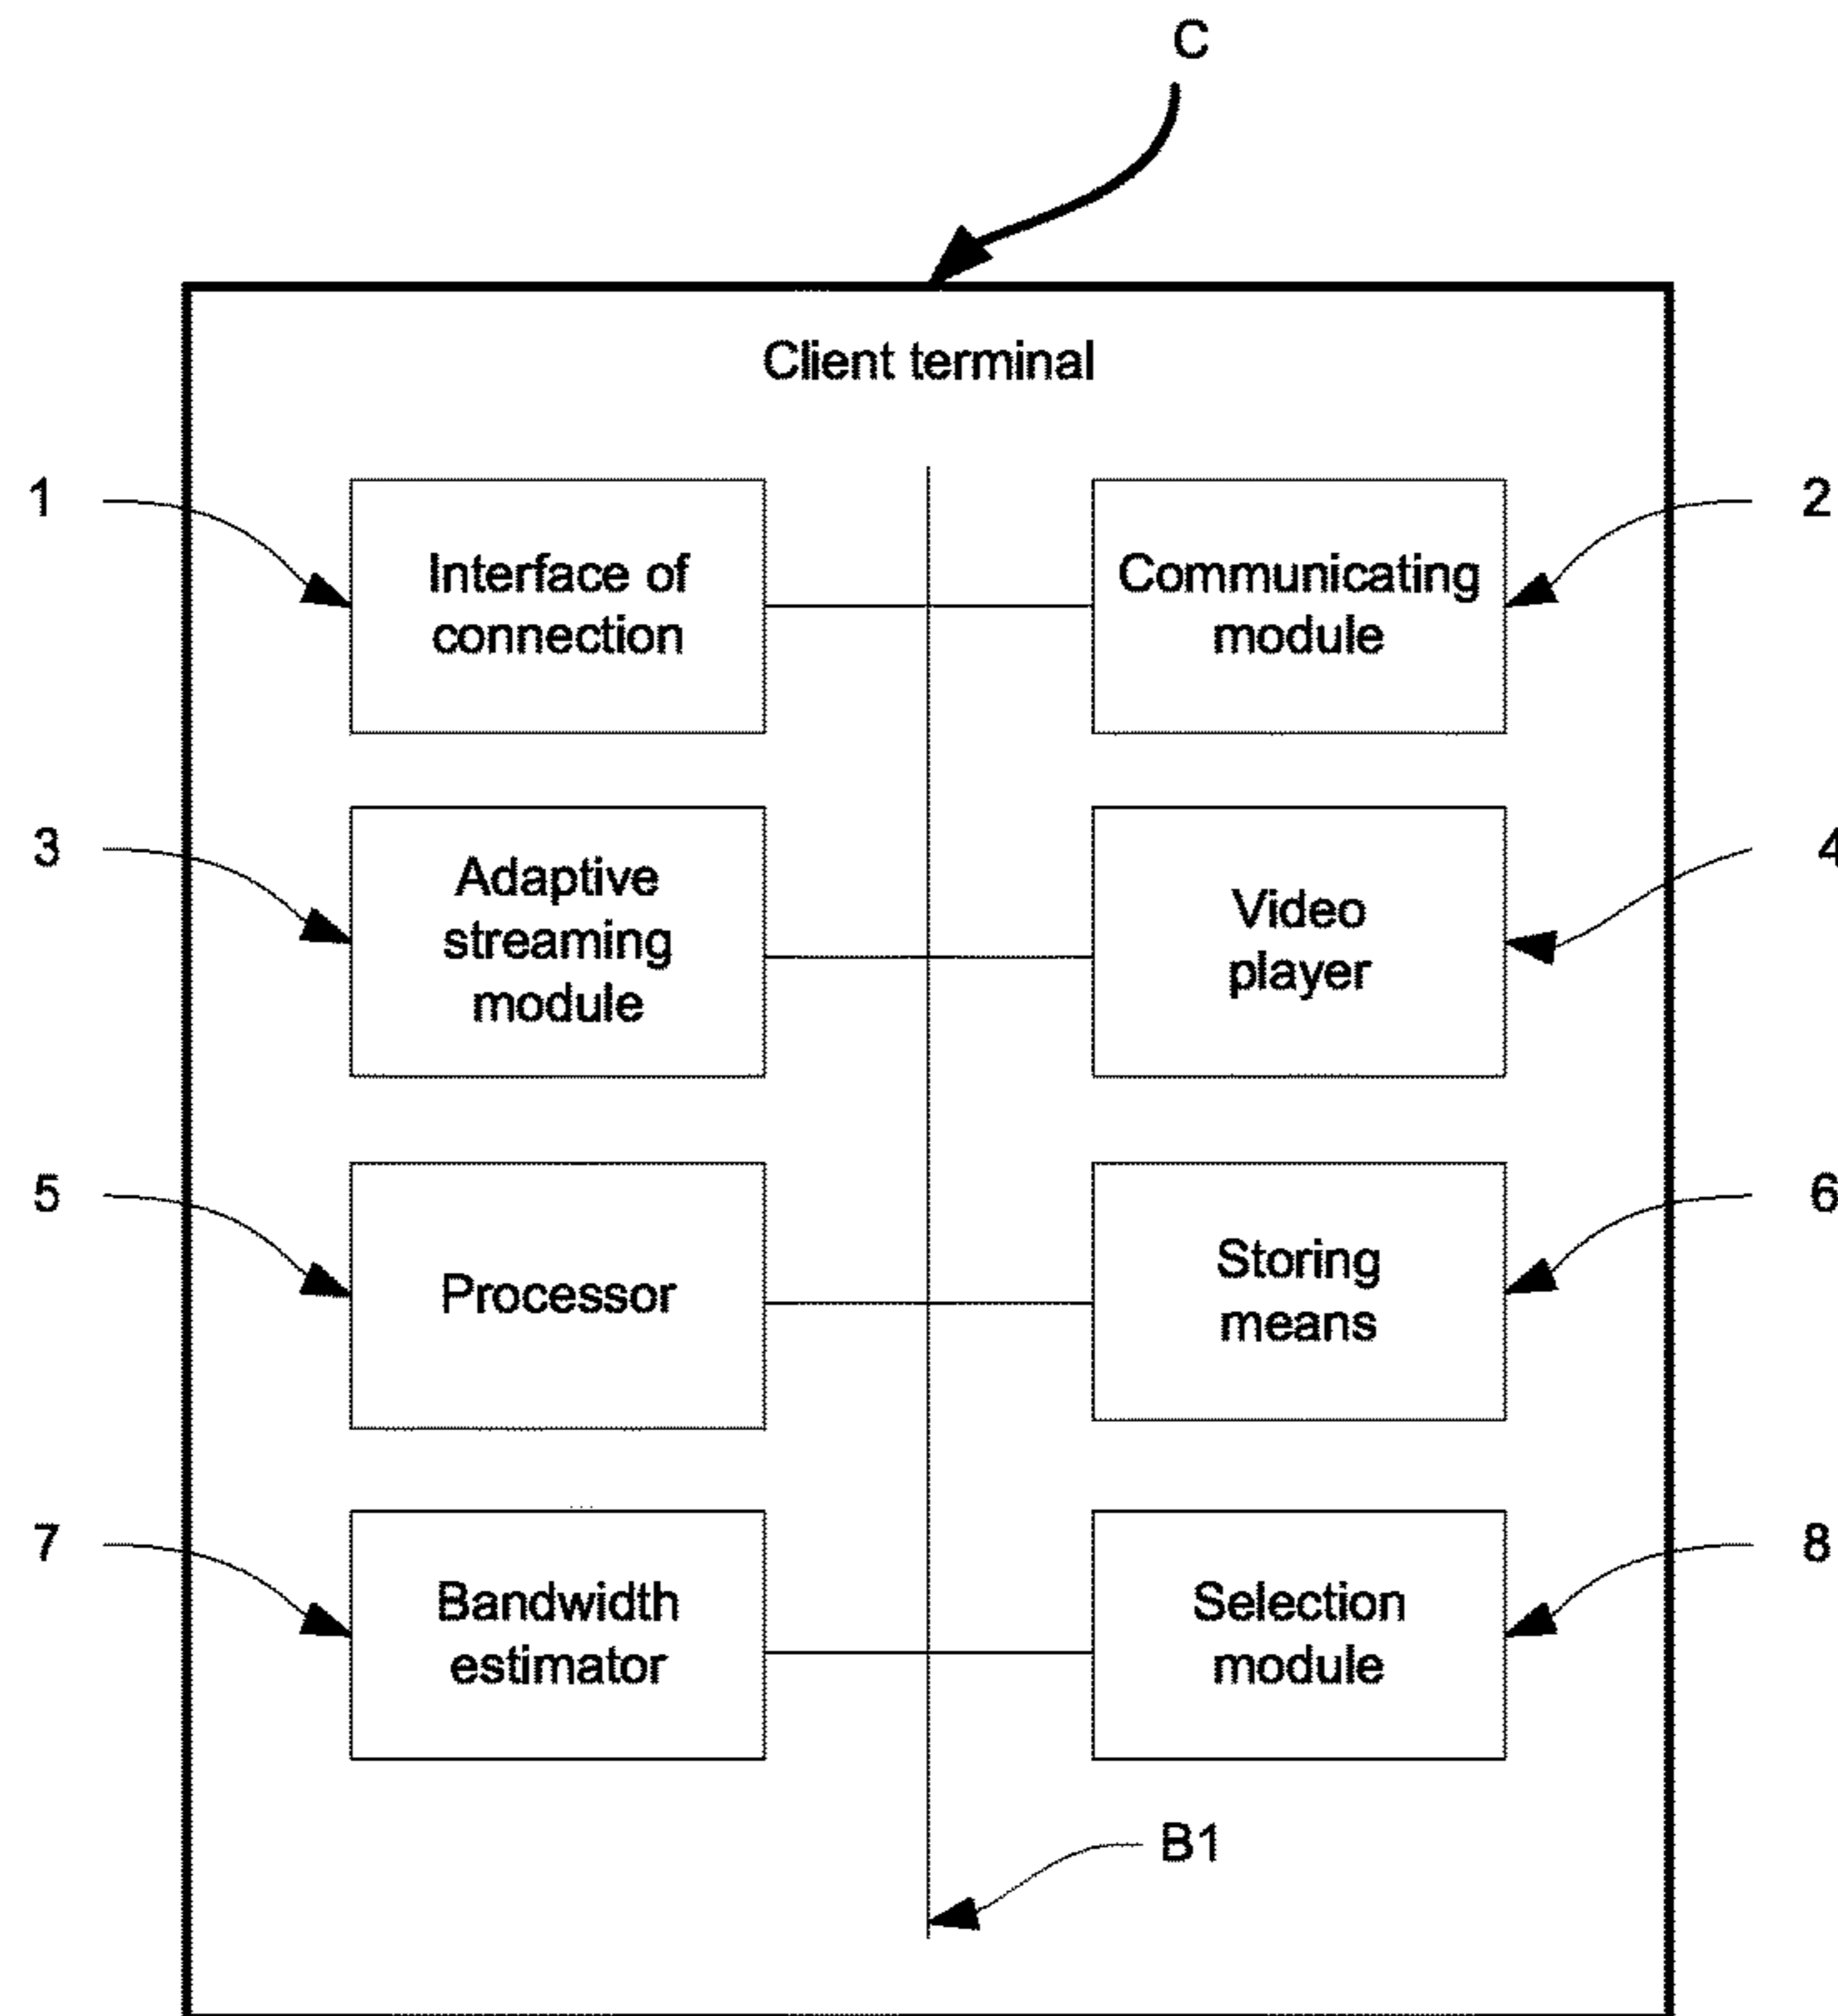 C
Client terminal
1
Interface of
connection
Communicating
module
2
3
Adaptive
streaming
module
Video
player
4
5
Processor
Storing
means
6
7
Bandwidth
estimator
Selection
module
8
B1